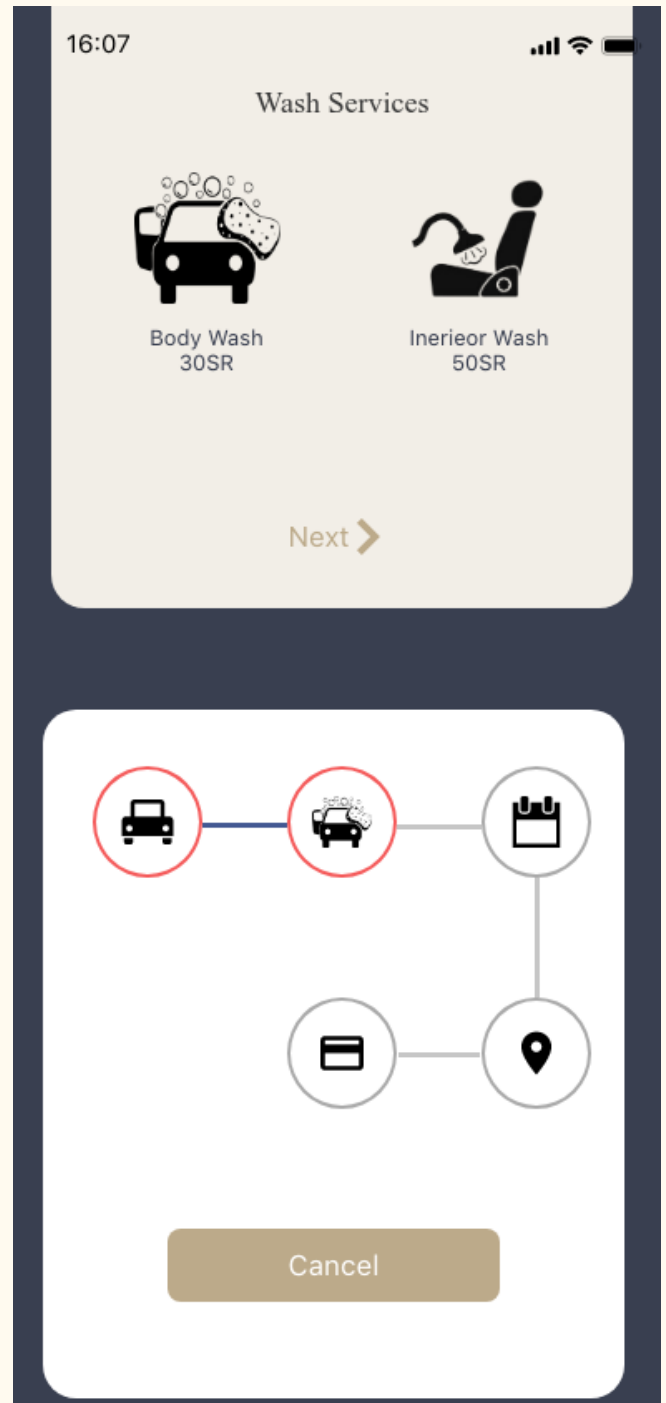 16:07
Wash Services
Body Wash
30SR
Inerieor Wash
50SR
Next
Cancel